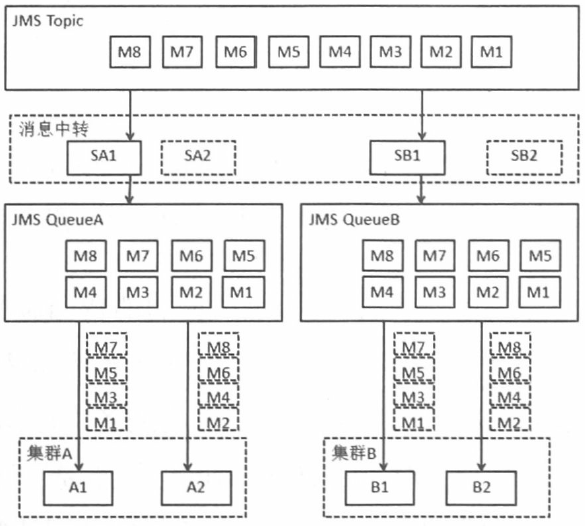 JMS Topic
M8 M7 M6 M5 M4 M3 M2 M1
消息中转
SA1 SA2 SB1 SB2
JMS QueueA
M8 M7 M6 M5
M4 M3 M2 M1
JMS QueueB
M8 M7 M6 M5
M4 M3 M2 M1
M7 M8
M5 M6
M3 M4
M1 M2
M7 M8
M5 M6
M3 M4
M1 M2
集群A
A1 A2
集群B
B1 B2